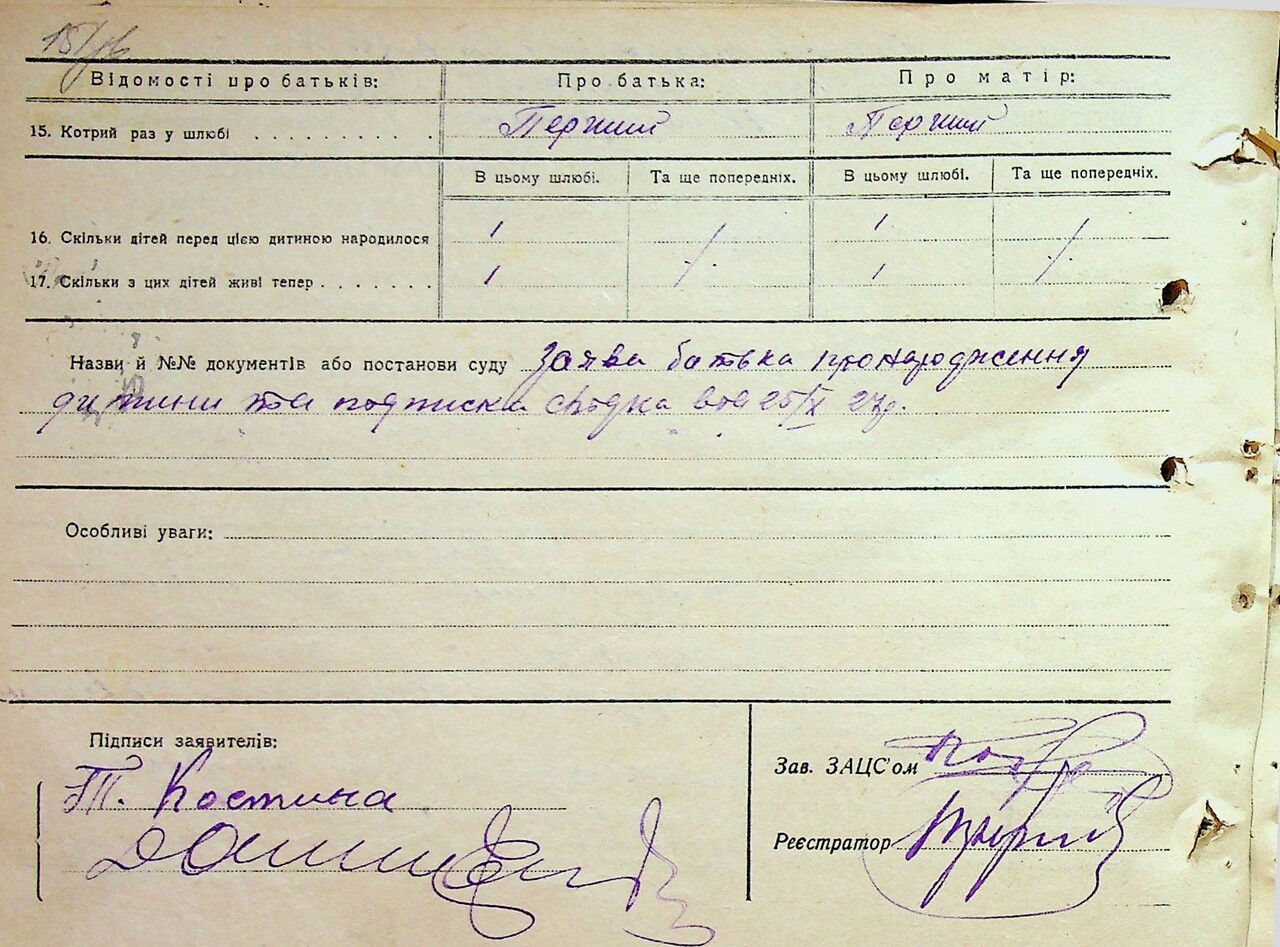 Відомості про батьків: Про батька: Про матір:
15. Котрий раз у шлюбі . . . . . . . . . . Перший Перший
В цьому шлюбі. Та ще попередніх. В цьому шлюбі. Та ще попередніх.
16. Скільки дітей перед цією дитиною народилося 1 1
17. Скільки з цих дітей живі тепер . . . . . . . 1 1
Назви й №№ документів або постанови суду Заява батька про народження
дитини та подписка свідка від 25/X 27р.
Особливі уваги:
Підписи заявителів:
Т. Костина
Зав. ЗАЦС'ом
Реєстратор